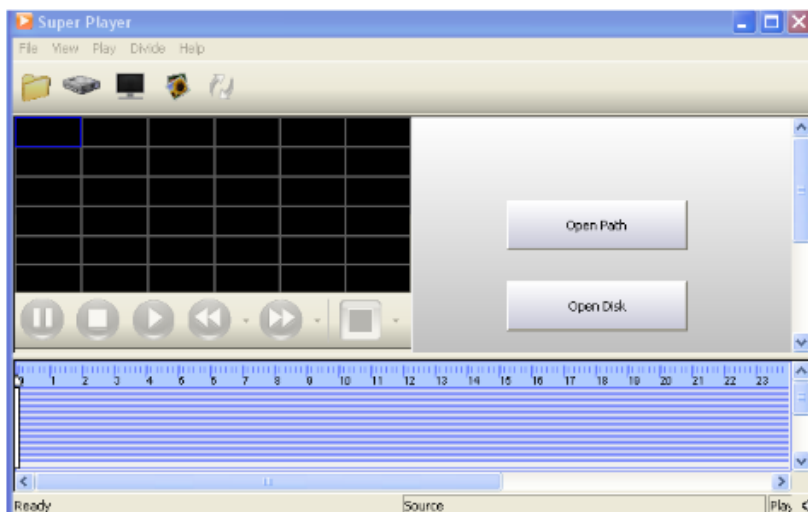 Super Player
File View Play Divide Help
Open Path
Open Disk
0 1 2 3 4 5 6 7 8 9 10 11 12 13 14 15 16 17 18 19 20 21 22 23
Ready Source Play